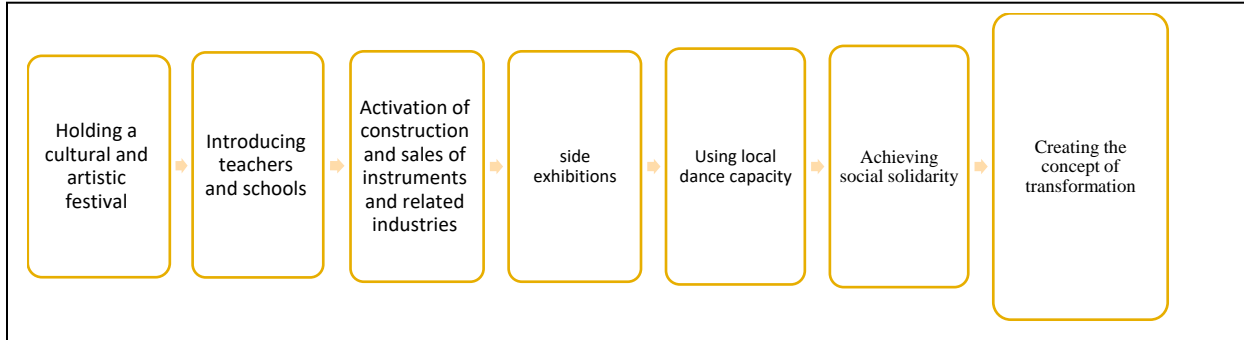 Holding a
cultural and
artistic
festival
Introducing
teachers
and schools
Activation of
construction
and sales of
instruments
and related
industries
side
exhibitions
Using local
dance capacity
Achieving
social solidarity
Creating the
concept of
transformation